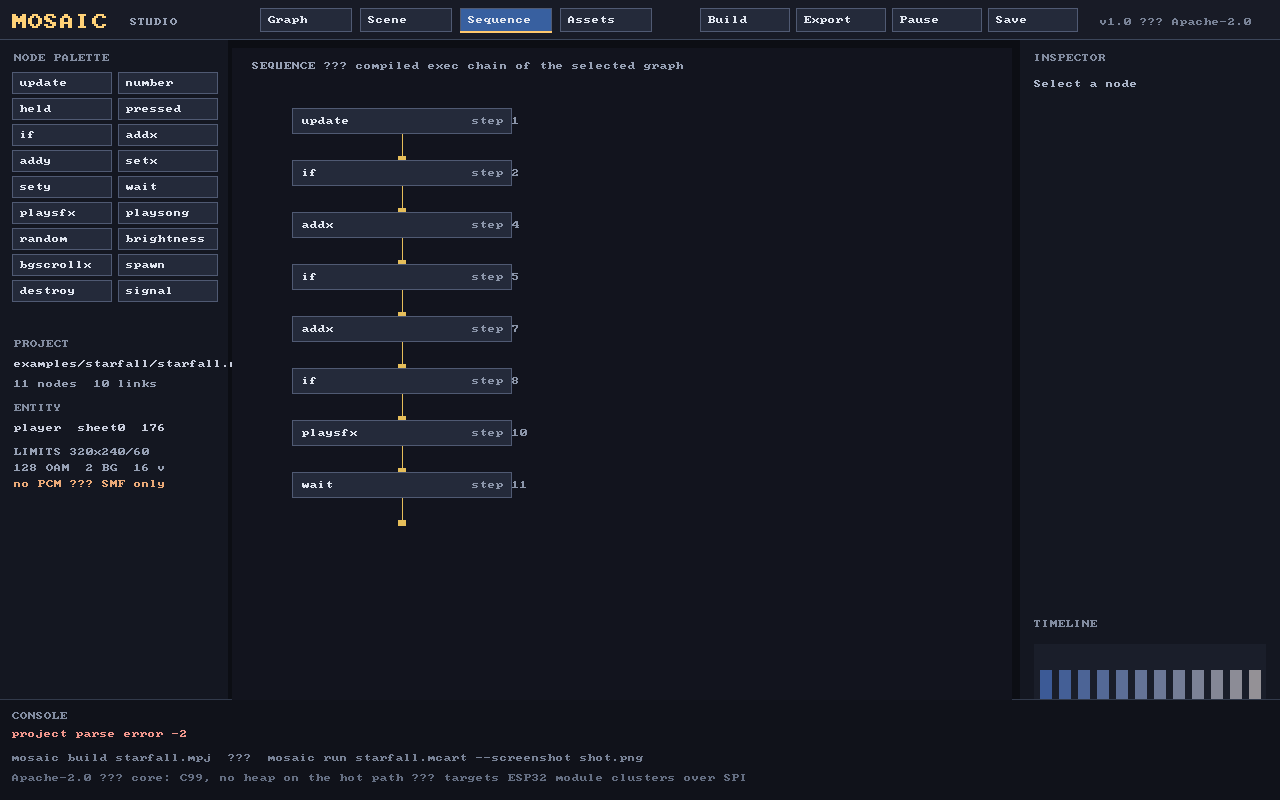 MOSAIC STUDIO Graph Scene Sequence Assets Build Export Pause Save v1.0 ??? Apache-2.0
NODE PALETTE
update number
held pressed
if addx
addy setx
sety wait
playsfx playsong
random brightness
bgscrollx spawn
destroy signal
PROJECT
examples/starfall/starfall.
11 nodes 10 links
ENTITY
player sheet0 176
LIMITS 320x240/60
128 OAM 2 BG 16 v
no PCM ??? SMF only
SEQUENCE ??? compiled exec chain of the selected graph
update step 1
if step 2
addx step 4
if step 5
addx step 7
if step 8
playsfx step 10
wait step 11
INSPECTOR
Select a node
TIMELINE
CONSOLE
project parse error -2
mosaic build starfall.mpj ??? mosaic run starfall.mcart --screenshot shot.png
Apache-2.0 ??? core: C99, no heap on the hot path ??? targets ESP32 module clusters over SPI